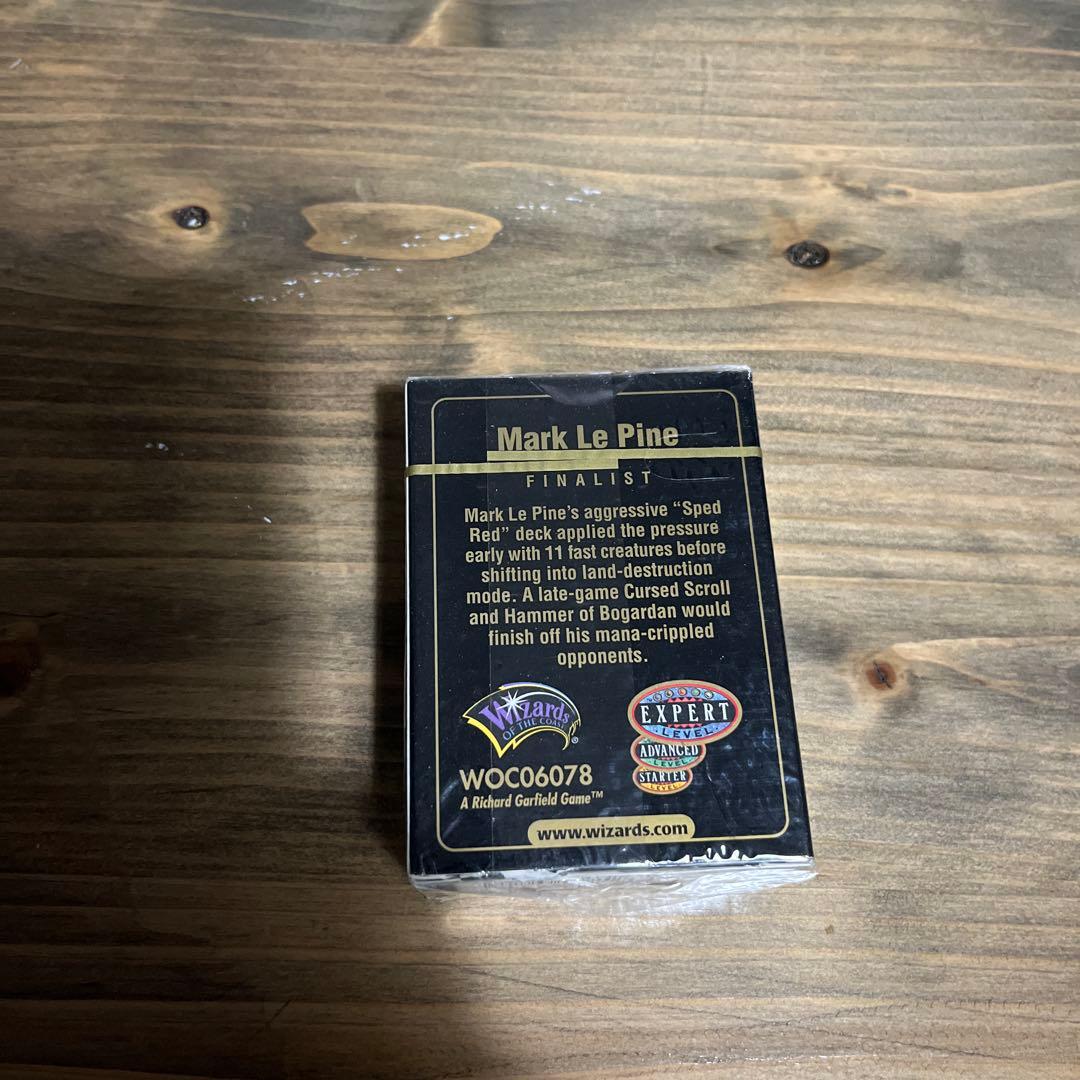 Mark Le Pine
FINALIST
Mark Le Pine's aggressive “Sped
Red” deck applied the pressure
early with 11 fast creatures before
shifting into land-destruction
mode. A late-game Cursed Scroll
and Hammer of Bogardan would
finish off his mana-crippled
opponents.
Wizards
OF THE COAST
®
EXPERT
LEVEL
ADVANCED
LEVEL
STARTER
LEVEL
WOC06078
A Richard Garfield Game™
www.wizards.com